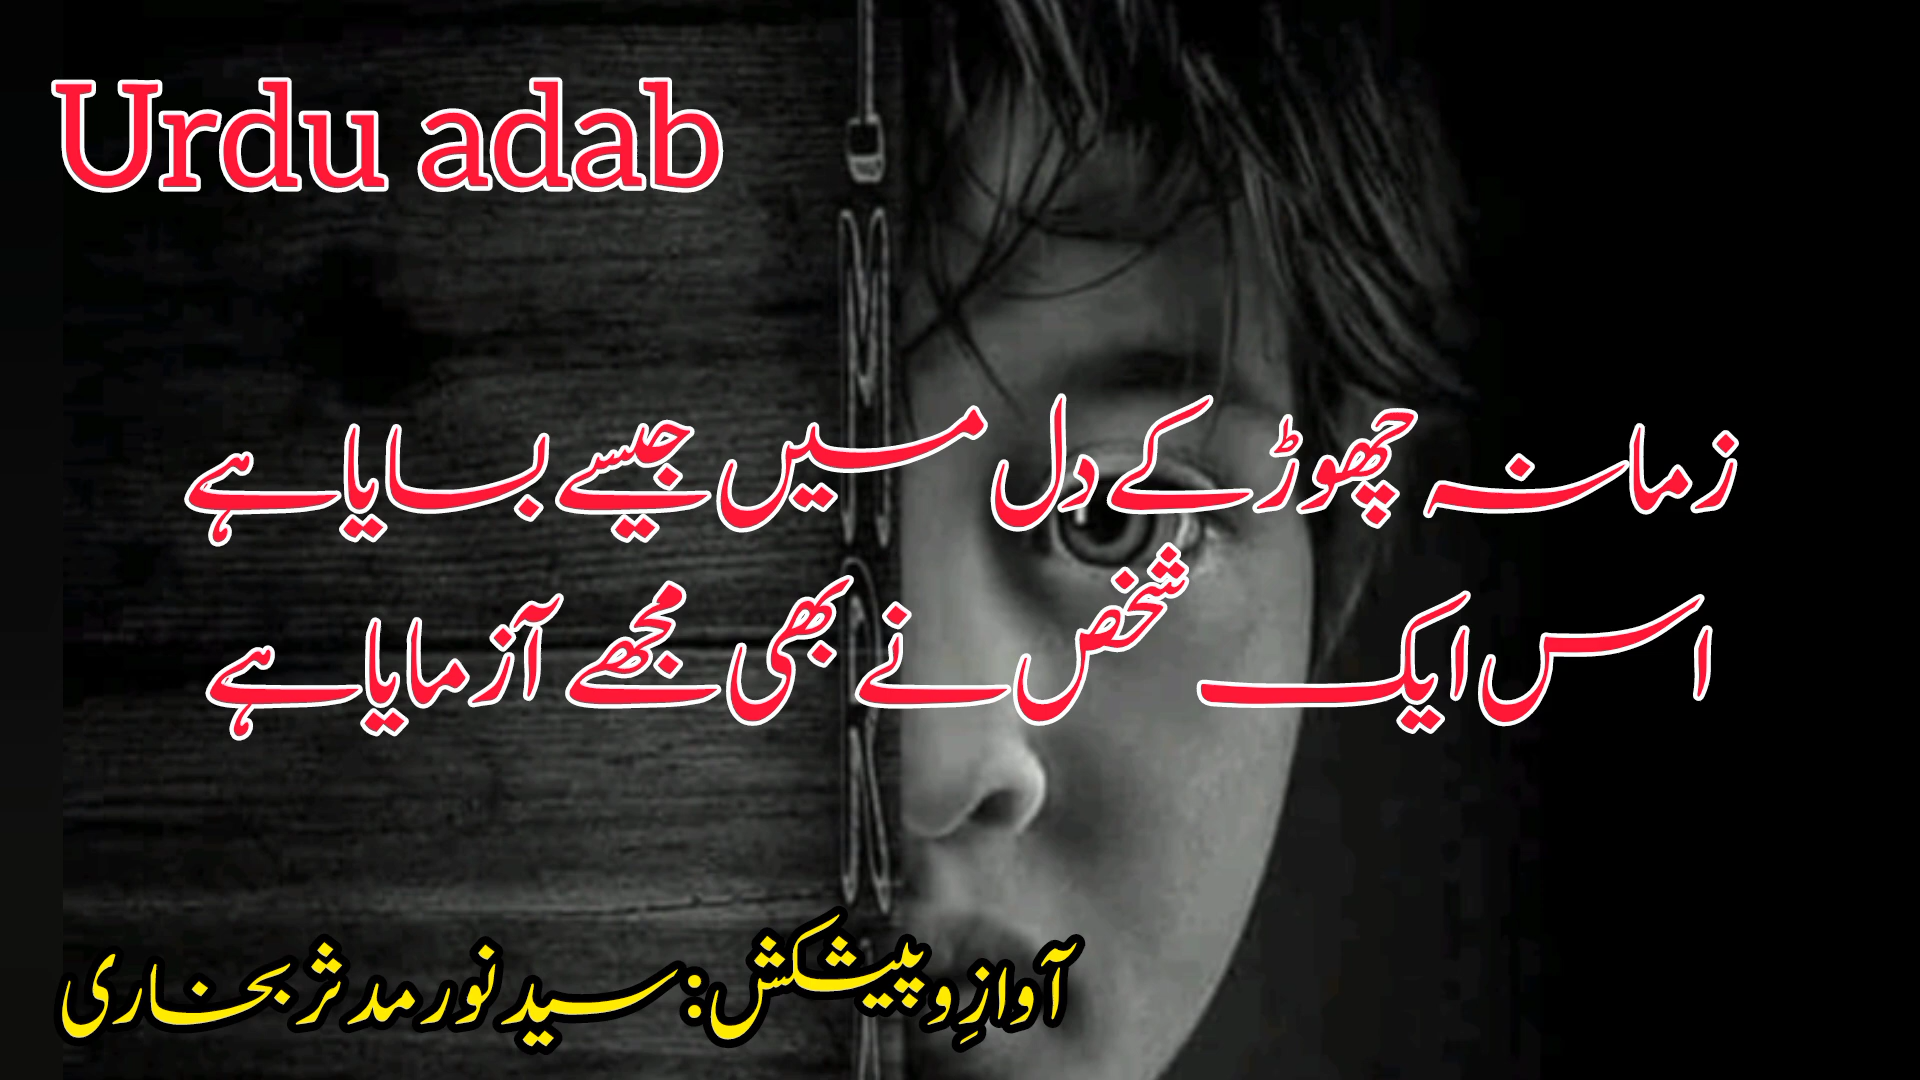 Urdu adab
زمانہ چھوڑ کے دل میں جیسے بسایا ہے
اس ایک شخص نے بھی مجھے آزمایا ہے
آوازِ و پیشکش: سید نور مدثر بخاری